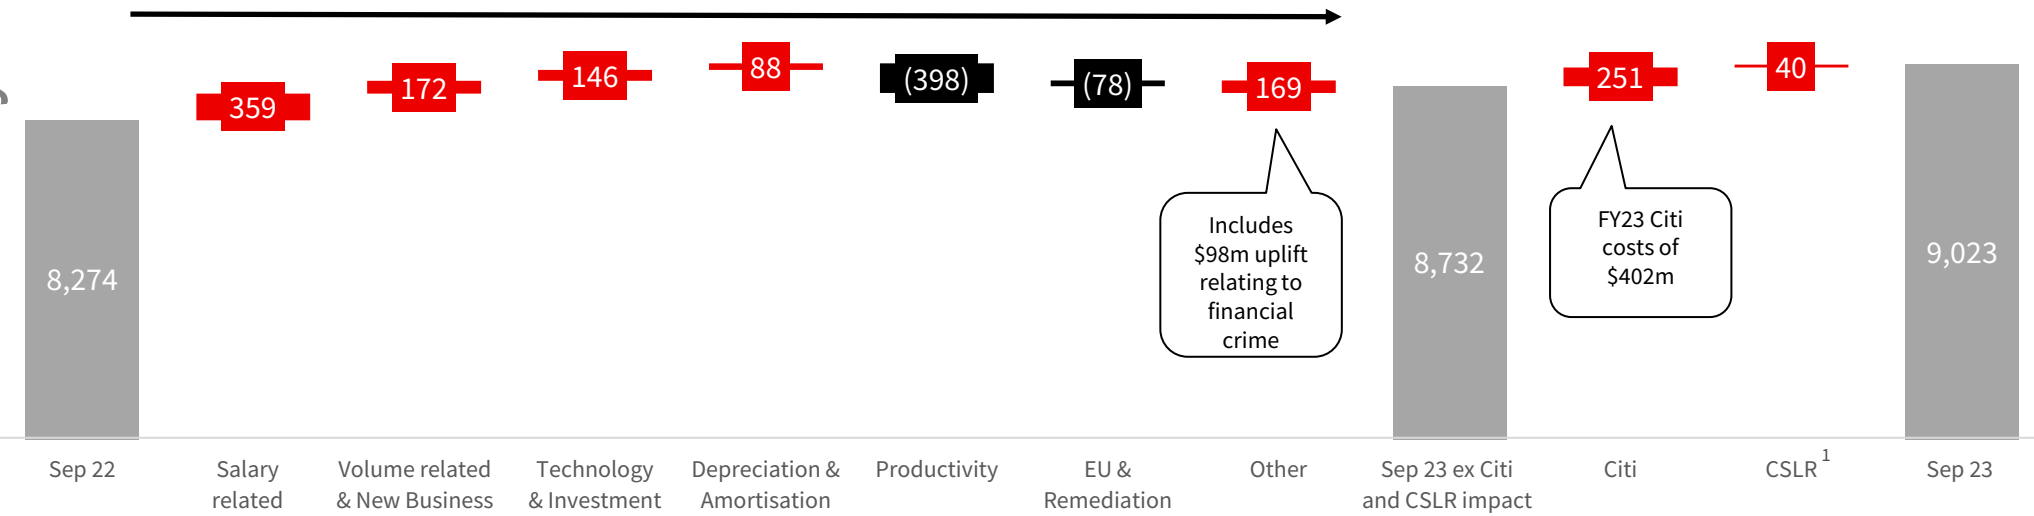 359
172
146
88
(398)
(78)
169
251
40
8,274
8,732
9,023
Includes
$98m uplift
relating to
financial
crime
FY23 Citi
costs of
$402m
Sep 22
Salary
related
Volume related
& New Business
Technology
& Investment
Depreciation &
Amortisation
Productivity
EU &
Remediation
Other
Sep 23 ex Citi
and CSLR impact
Citi
CSLR 1
Sep 23